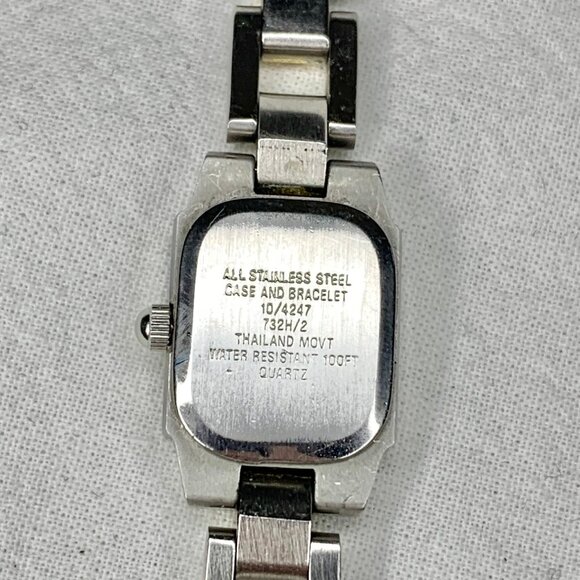 ALL STAINLESS STEEL
CASE AND BRACELET
10/4247
732H/2
THAILAND MOVT
WATER RESISTANT 100FT
QUARTZ